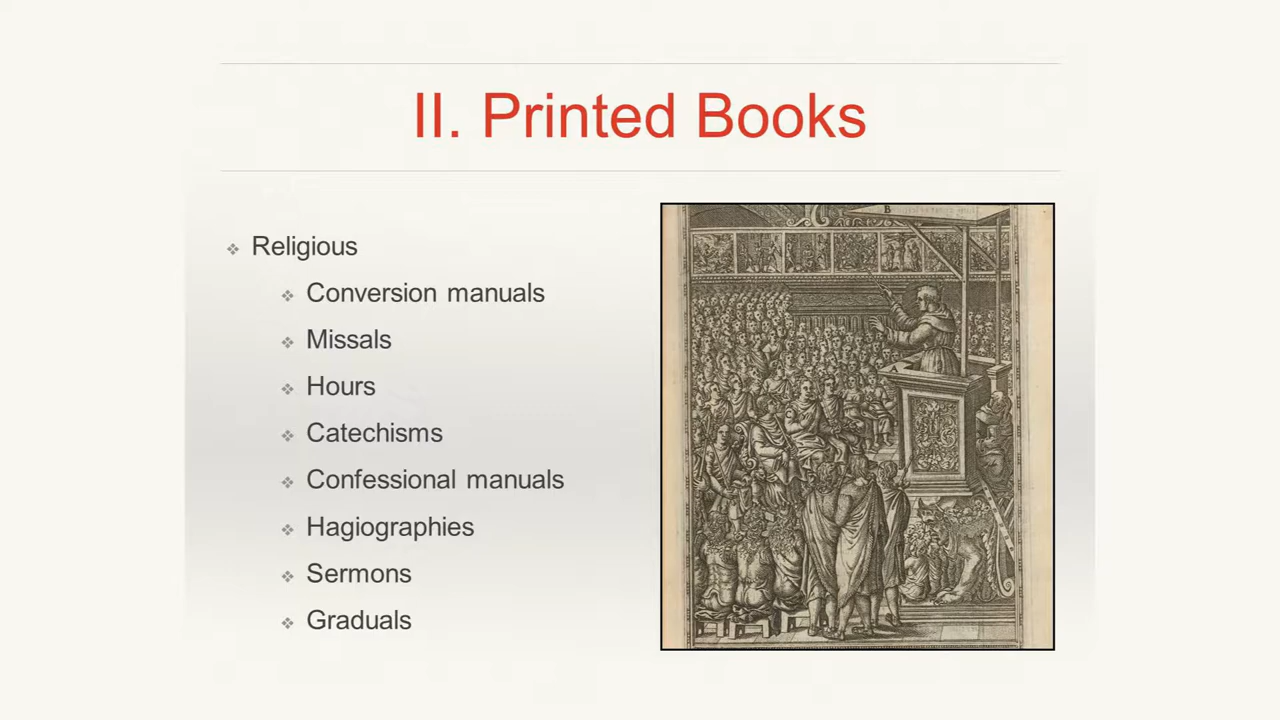 II. Printed Books
Religious
Conversion manuals
Missals
Hours
Catechisms
Confessional manuals
Hagiographies
Sermons
Graduals
B